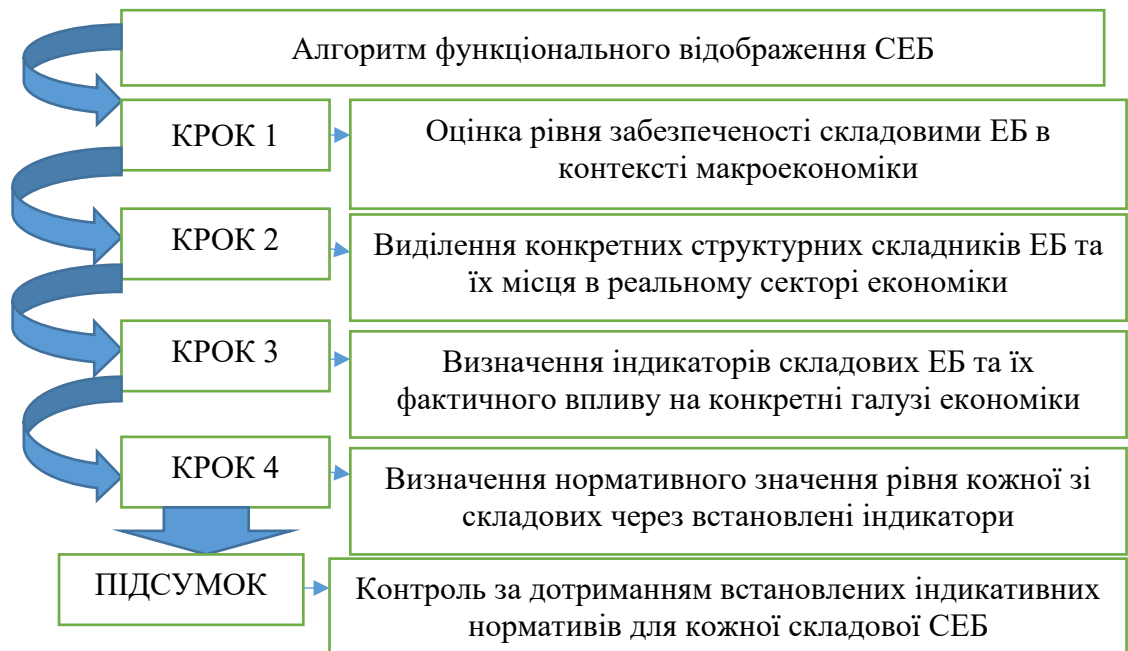 Алгоритм функціонального відображення СЕБ
КРОК 1
Оцінка рівня забезпеченості складовими ЕБ в
контексті макроекономіки
КРОК 2
Виділення конкретних структурних складників ЕБ та
їх місця в реальному секторі економіки
КРОК 3
Визначення індикаторів складових ЕБ та їх
фактичного впливу на конкретні галузі економіки
КРОК 4
Визначення нормативного значення рівня кожної зі
складових через встановлені індикатори
ПІДСУМОК
Контроль за дотриманням встановлених індикативних
нормативів для кожної складової СЕБ